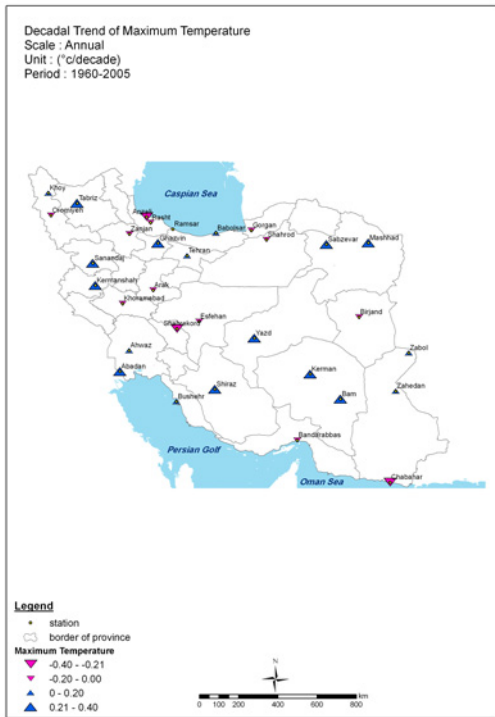 Decadal Trend of Maximum Temperature
Scale : Annual
Unit : (°c/decade)
Period : 1960-2005
Caspian Sea
Khoy
Tabriz
Oromiyeh
Anzali
Rasht
Ramsar
Zanjan
Babolsar
Gorgan
Shahrod
Ghazvin
Tehran
Sabzevar
Mashhad
Sanandaj
Kermanshah
Arak
Khoramabad
Esfehan
Shahrekord
Birjand
Yazd
Ahwaz
Zabol
Abadan
Shiraz
Kerman
Zahedan
Bushehr
Bam
Bandarabbas
Persian Golf
Oman Sea
Chabahar
Legend
station
border of province
Maximum Temperature
-0.40 - -0.21
-0.20 - 0.00
0 - 0.20
0.21 - 0.40
N
km
0 100 200 400 600 800